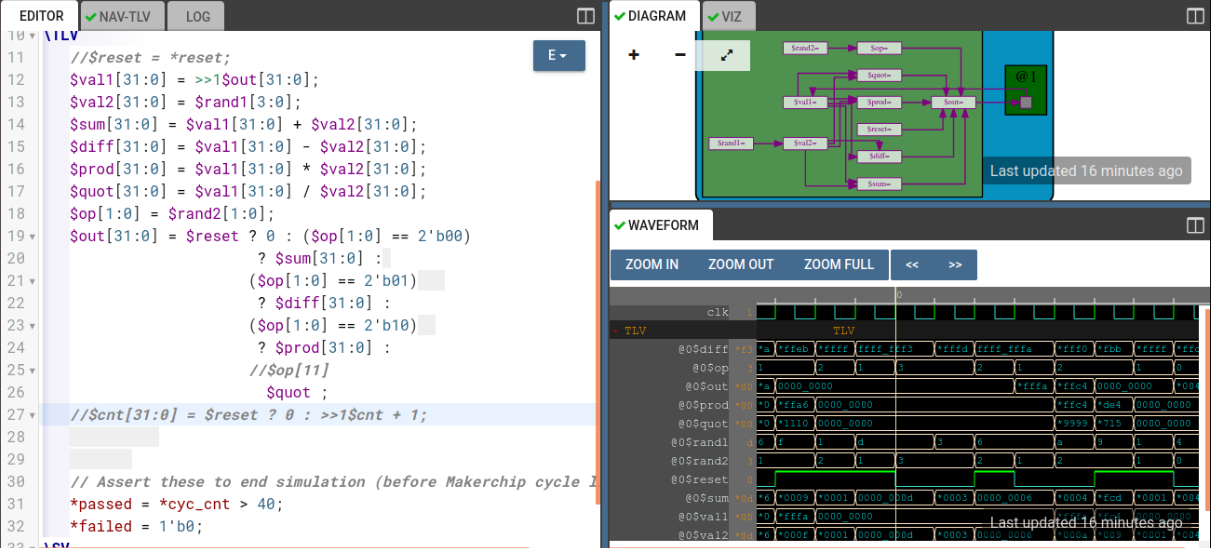 EDITOR
NAV-TLV
LOG
10 \TLV
11 //$reset = *reset;
E
12 $val1[31:0] = >>1$out[31:0];
13 $val2[31:0] = $rand1[3:0];
14 $sum[31:0] = $val1[31:0] + $val2[31:0];
15 $diff[31:0] = $val1[31:0] - $val2[31:0];
16 $prod[31:0] = $val1[31:0] * $val2[31:0];
17 $quot[31:0] = $val1[31:0] / $val2[31:0];
18 $op[1:0] = $rand2[1:0];
19 $out[31:0] = $reset ? 0 : ($op[1:0] == 2'b00)
20 ? $sum[31:0] :
21 ($op[1:0] == 2'b01)
22 ? $diff[31:0] :
23 ($op[1:0] == 2'b10)
24 ? $prod[31:0] :
25 //$op[11]
26 $quot ;
27 //$cnt[31:0] = $reset ? 0 : >>1$cnt + 1;
28
29
30 // Assert these to end simulation (before Makerchip cycle l
31 *passed = *cyc_cnt > 40;
32 *failed = 1'b0;
33 \SV
DIAGRAM
VIZ
+ −
$rand2= $op=
@1
$quot=
$val1= $prod= $out=
$reset=
$rand1= $val2=
$diff=
$sum=
Last updated 16 minutes ago
WAVEFORM
ZOOM IN ZOOM OUT ZOOM FULL << >>
0
clk 1
- TLV TLV
@0$diff *f3 *a *ffeb *ffff ffff_fff3 *fffd ffff_fffa *fff0 *fbb *ffff *ffc
@0$op 3 1 2 1 3 2 1 2 1 0
@0$out *00 *a 0000_0000 *fffa *ffc4 0000_0000 *004
@0$prod *00 *0 *ffa6 0000_0000 *ffc4 *de4 0000_0000
@0$quot *00 *0 *1110 0000_0000 *9999 *715 0000_0000
@0$rand1 d 6 f 1 d 3 6 a 9 1 4
@0$rand2 3 1 2 1 3 2 1 2 1 0
@0$reset 0
@0$sum *0d *6 *0009 *0001 0000_000d *0003 0000_0006 *0004 *fcd *0001 *004
@0$val1 *00 *0 *fffa 0000_0000
Last updated 16 minutes ago
@0$val2 *0d *6 *000f *0001 0000_000d